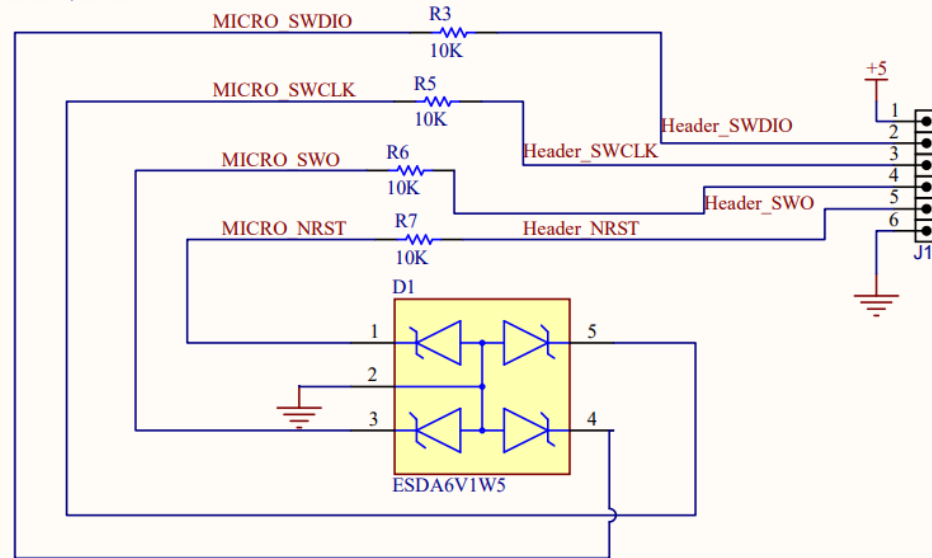 MICRO_SWDIO
R3
10K
MICRO_SWCLK
R5
10K
+5
1
Header_SWDIO
2
MICRO_SWO
R6
10K
Header_SWCLK
3
4
Header_SWO
MICRO_NRST
R7
10K
Header_NRST
5
6
J1
D1
1
5
2
3
4
ESDA6V1W5